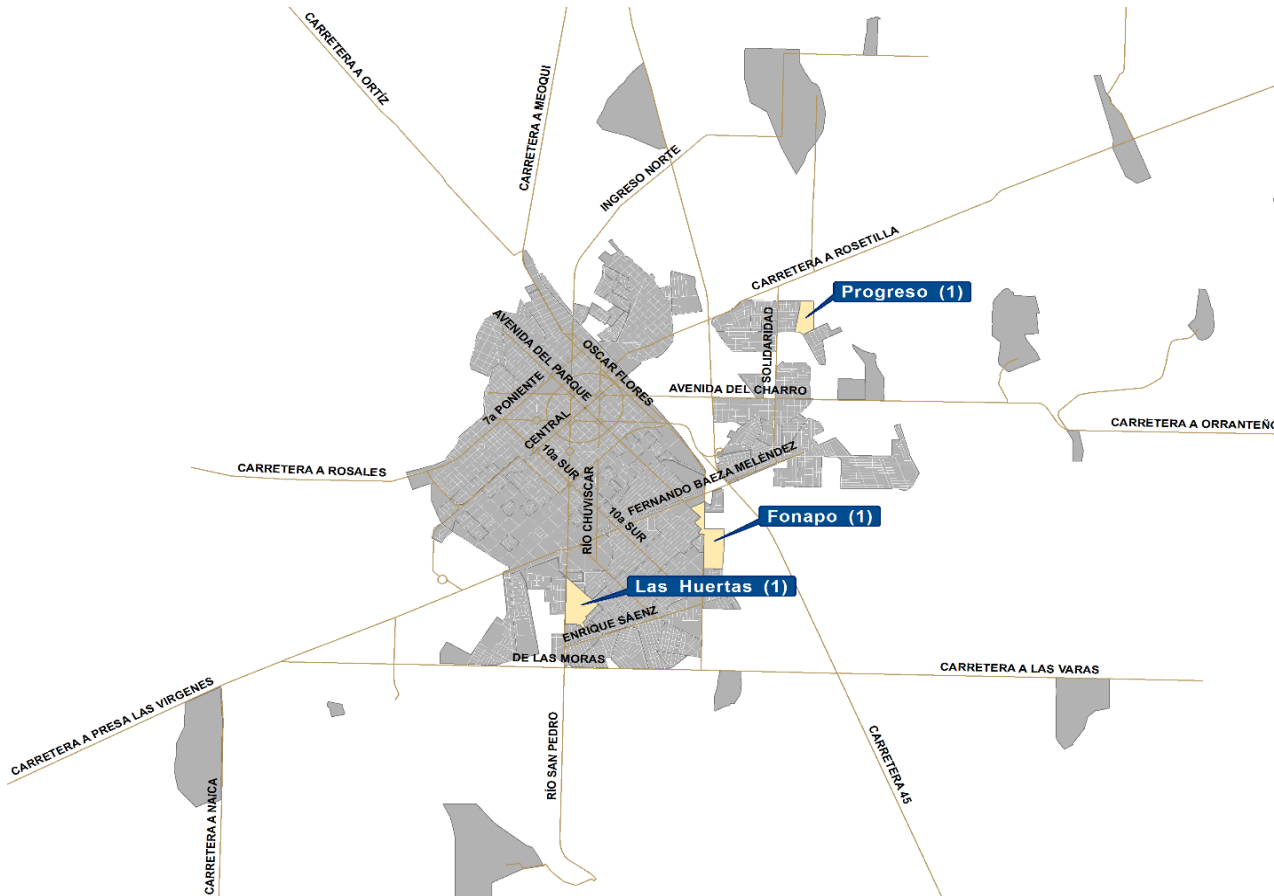 CARRETERA A ORTÍZ
CARRETERA A MEOQUI
INGRESO NORTE
CARRETERA A ROSETILLA
Progreso (1)
SOLIDARIDAD
AVENIDA DEL PARQUE
OSCAR FLORES
7a PONIENTE
AVENIDA DEL CHARRO
CENTRAL
CARRETERA A ORRANTEÑO
10a SUR
CARRETERA A ROSALES
FERNANDO BAEZA MELÉNDEZ
RÍO CHUVISCAR
10a SUR
Fonapo (1)
Las Huertas (1)
ENRIQUE SÁENZ
DE LAS MORAS
CARRETERA A LAS VARAS
CARRETERA A PRESA LAS VIRGENES
RÍO SAN PEDRO
CARRETERA 45
CARRETERA A NAICA